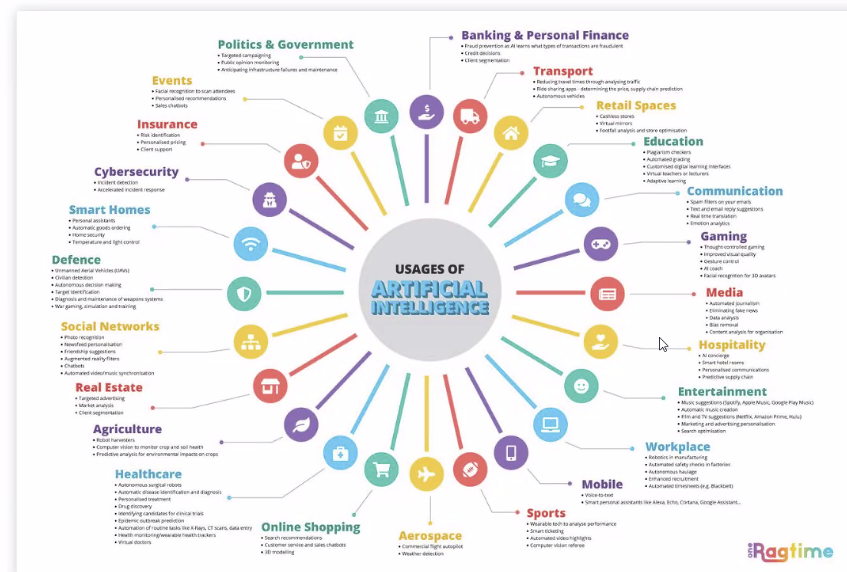 Politics & Government
• Targeted campaigning
• Public opinion monitoring
• Anticipating infrastructure failures and maintenance
Banking & Personal Finance
• Fraud prevention as AI learns what types of transactions are fraudulent
• Credit decisions
• Client segmentation
Events
• Facial recognition to scan attendees
• Personalised recommendations
• Sales chatbots
Transport
• Reducing travel times through analysing traffic
• Ride sharing apps - determining the price, supply chain prediction
• Autonomous vehicles
Insurance
• Risk identification
• Personalised pricing
• Client support
Retail Spaces
• Cashless stores
• Virtual mirrors
• Footfall analysis and store optimisation
Cybersecurity
• Incident detection
• Accelerated incident response
Education
• Plagiarism checkers
• Automated grading
• Customised digital learning interfaces
• Virtual teachers or lecturers
• Adaptive learning
Smart Homes
• Personal assistants
• Automatic goods ordering
• Home security
• Temperature and light control
Communication
• Spam filters on your emails
• Text and email reply suggestions
• Real time translation
• Emotion analytics
Defence
• Unmanned Aerial Vehicles (UAVs)
• Civilian detection
• Autonomous decision making
• Target identification
• Diagnosis and maintenance of weapons systems
• War gaming, simulation and training
Gaming
• Thought-controlled gaming
• Improved visual quality
• Gesture control
• AI coach
• Facial recognition for 3D avatars
USAGES OF
ARTIFICIAL
INTELLIGENCE
Media
• Automated journalism
• Eliminating fake news
• Data analysis
• Bias removal
• Content analysis for organisation
Social Networks
• Photo recognition
• Newsfeed personalisation
• Friendship suggestions
• Augmented reality filters
• Chatbots
• Automated video/music synchronisation
Hospitality
• AI concierge
• Smart hotel rooms
• Personalised communications
• Predictive supply chain
Real Estate
• Targeted advertising
• Market analysis
• Client segmentation
Entertainment
• Music suggestions (Spotify, Apple Music, Google Play Music)
• Automatic music creation
• Film and TV suggestions (Netflix, Amazon Prime, Hulu)
• Marketing and advertising personalisation
• Search optimisation
Agriculture
• Robot harvesters
• Computer vision to monitor crop and soil health
• Predictive analysis for environmental impacts on crops
Workplace
• Robotics in manufacturing
• Automated safety checks in factories
• Autonomous haulage
• Enhanced recruitment
• Automated timesheets (e.g. Blackbelt)
Healthcare
• Autonomous surgical robots
• Automatic disease identification and diagnosis
• Personalised treatment
• Drug discovery
• Identifying candidates for clinical trials
• Epidemic outbreak prediction
• Automation of routine tasks like X-Rays, CT scans, data entry
• Health monitoring/wearable health trackers
• Virtual doctors
Mobile
• Voice-to-text
• Smart personal assistants like Alexa, Echo, Cortana, Google Assistant...
Online Shopping
• Search recommendations
• Customer service and sales chatbots
• 3D modelling
Aerospace
• Commercial flight autopilot
• Weather detection
Sports
• Wearable tech to analyse performance
• Smart ticketing
• Automated video highlights
• Computer vision referee
one Ragtime